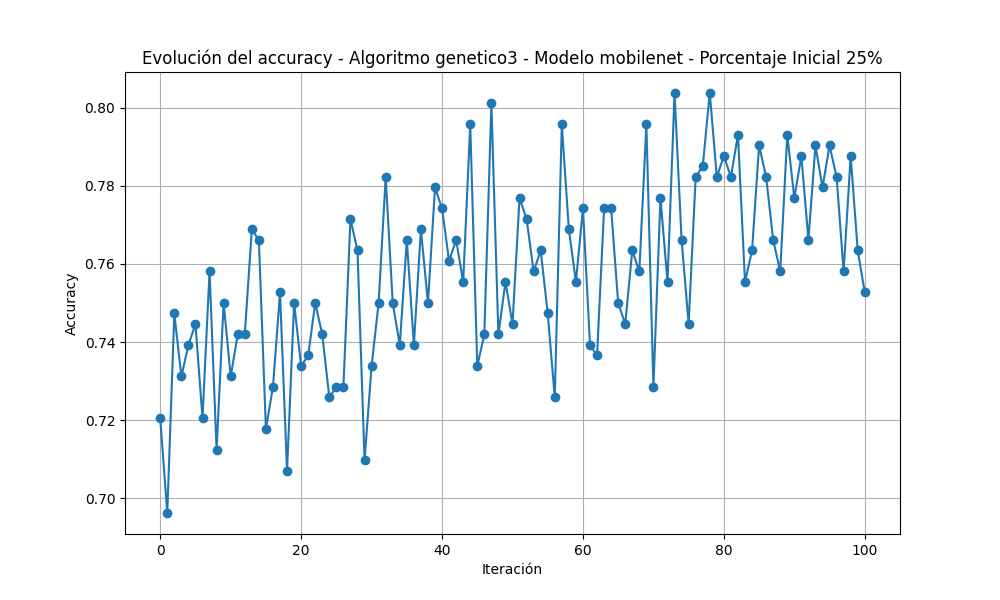 Evolución del accuracy - Algoritmo genetico3 - Modelo mobilenet - Porcentaje Inicial 25%
Accuracy
0.80
0.78
0.76
0.74
0.72
0.70
0 20 40 60 80 100
Iteración